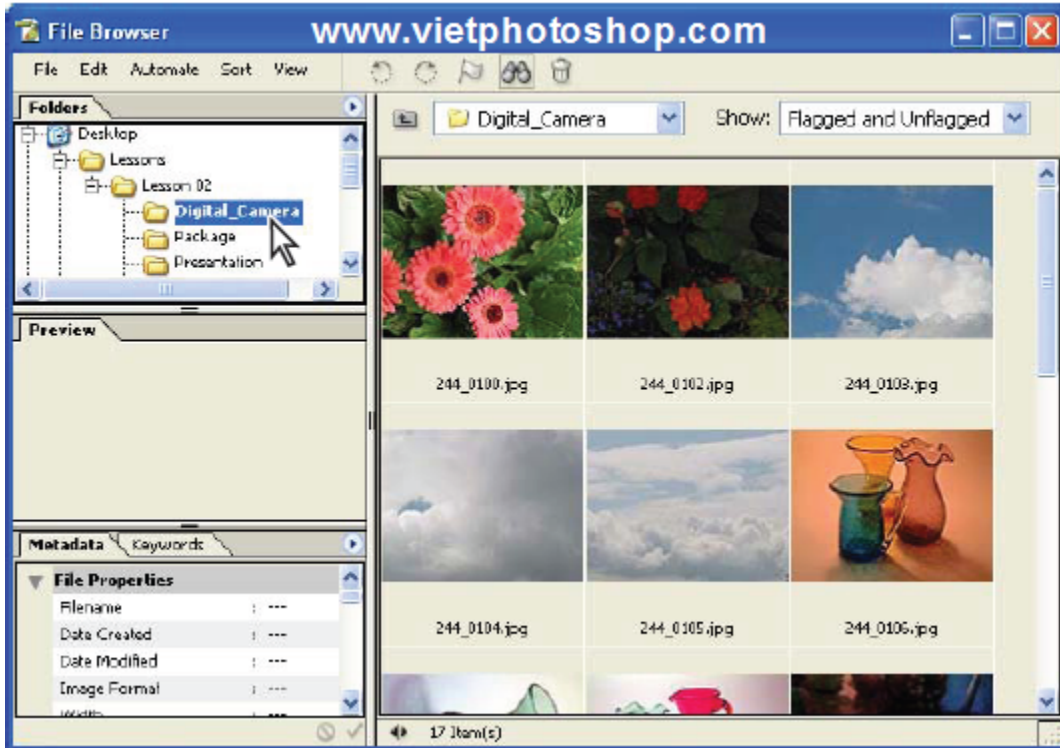 File Browser
www.vietphotoshop.com
File Edit Automate Sort View
Folders
Desktop
Lessons
Lesson 02
Digital_Camera
Package
Presentation
Digital_Camera
Show: Flagged and Unflagged
244_0100.jpg 244_0102.jpg 244_0103.jpg
244_0104.jpg 244_0105.jpg 244_0106.jpg
Preview
Metadata Keywords
File Properties
Filename : ---
Date Created : ---
Date Modified : ---
Image Format : ---
Width : ---
17 Item(s)